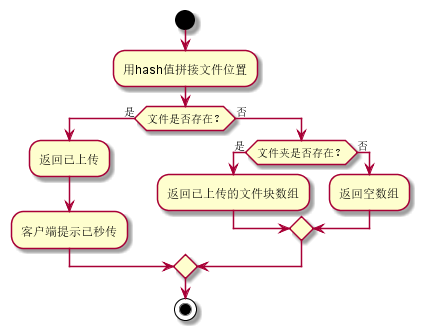 用hash值拼接文件位置
文件是否存在？
是
否
返回已上传
客户端提示已秒传
文件夹是否存在？
是
否
返回已上传的文件块数组
返回空数组